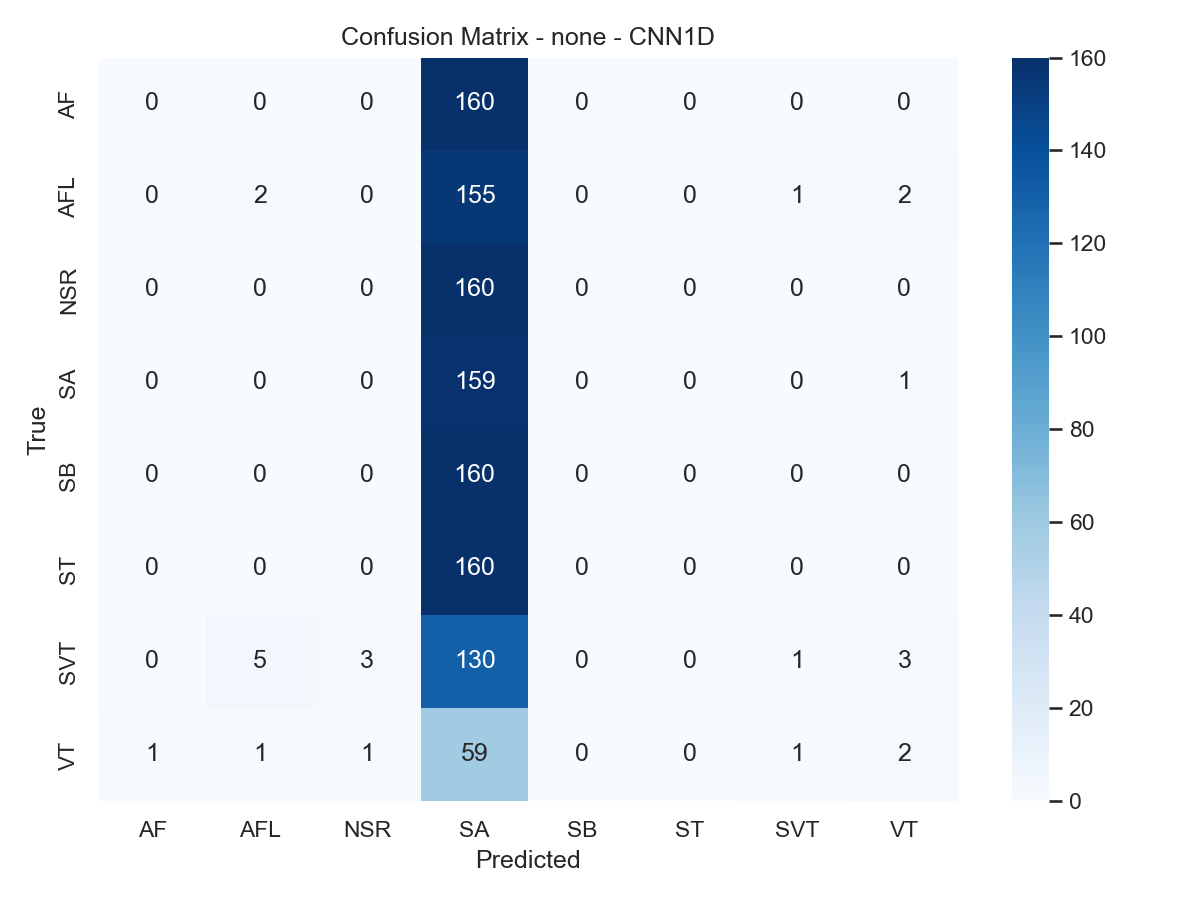 Confusion Matrix - none - CNN1D
True
AF 0 0 0 160 0 0 0 0
AFL 0 2 0 155 0 0 1 2
NSR 0 0 0 160 0 0 0 0
SA 0 0 0 159 0 0 0 1
SB 0 0 0 160 0 0 0 0
ST 0 0 0 160 0 0 0 0
SVT 0 5 3 130 0 0 1 3
VT 1 1 1 59 0 0 1 2
AF AFL NSR SA SB ST SVT VT
Predicted
160
140
120
100
80
60
40
20
0